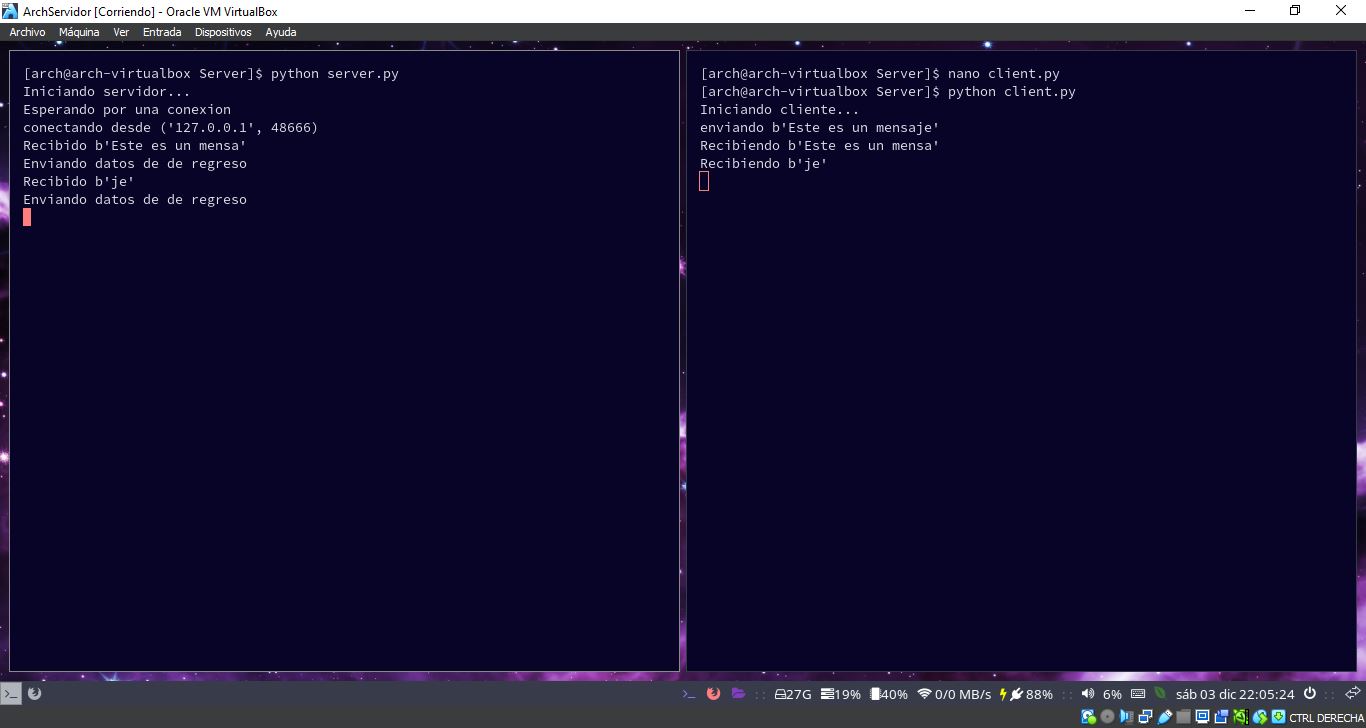 ArchServidor [Corriendo] - Oracle VM VirtualBox
Archivo Máquina Ver Entrada Dispositivos Ayuda
[arch@arch-virtualbox Server]$ python server.py
Iniciando servidor...
Esperando por una conexion
conectando desde ('127.0.0.1', 48666)
Recibido b'Este es un mensa'
Enviando datos de de regreso
Recibido b'je'
Enviando datos de de regreso
[arch@arch-virtualbox Server]$ nano client.py
[arch@arch-virtualbox Server]$ python client.py
Iniciando cliente...
enviando b'Este es un mensaje'
Recibiendo b'Este es un mensa'
Recibiendo b'je'
>_ >_ :: 27G 19% 40% 0/0 MB/s 88% :: 6% sáb 03 dic 22:05:24 ::
CTRL DERECHA